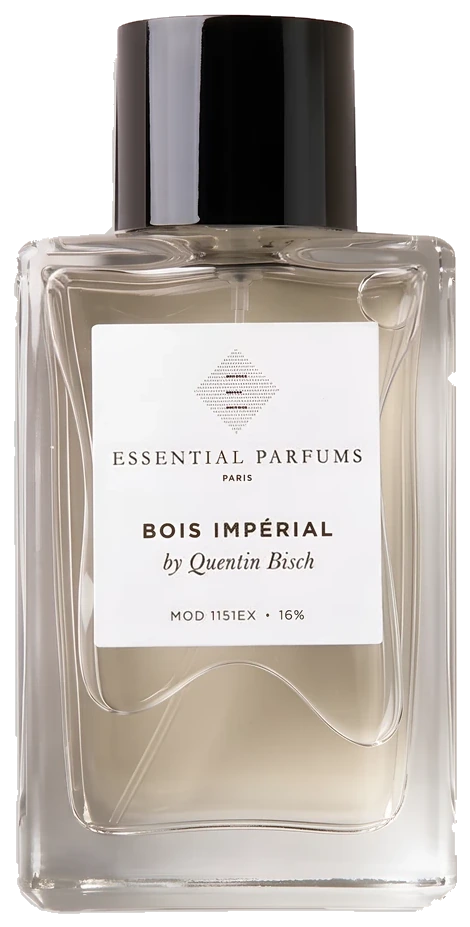 ESSENTIAL PARFUMS
PARIS
BOIS IMPÉRIAL
by Quentin Bisch
MOD 1151EX • 16%